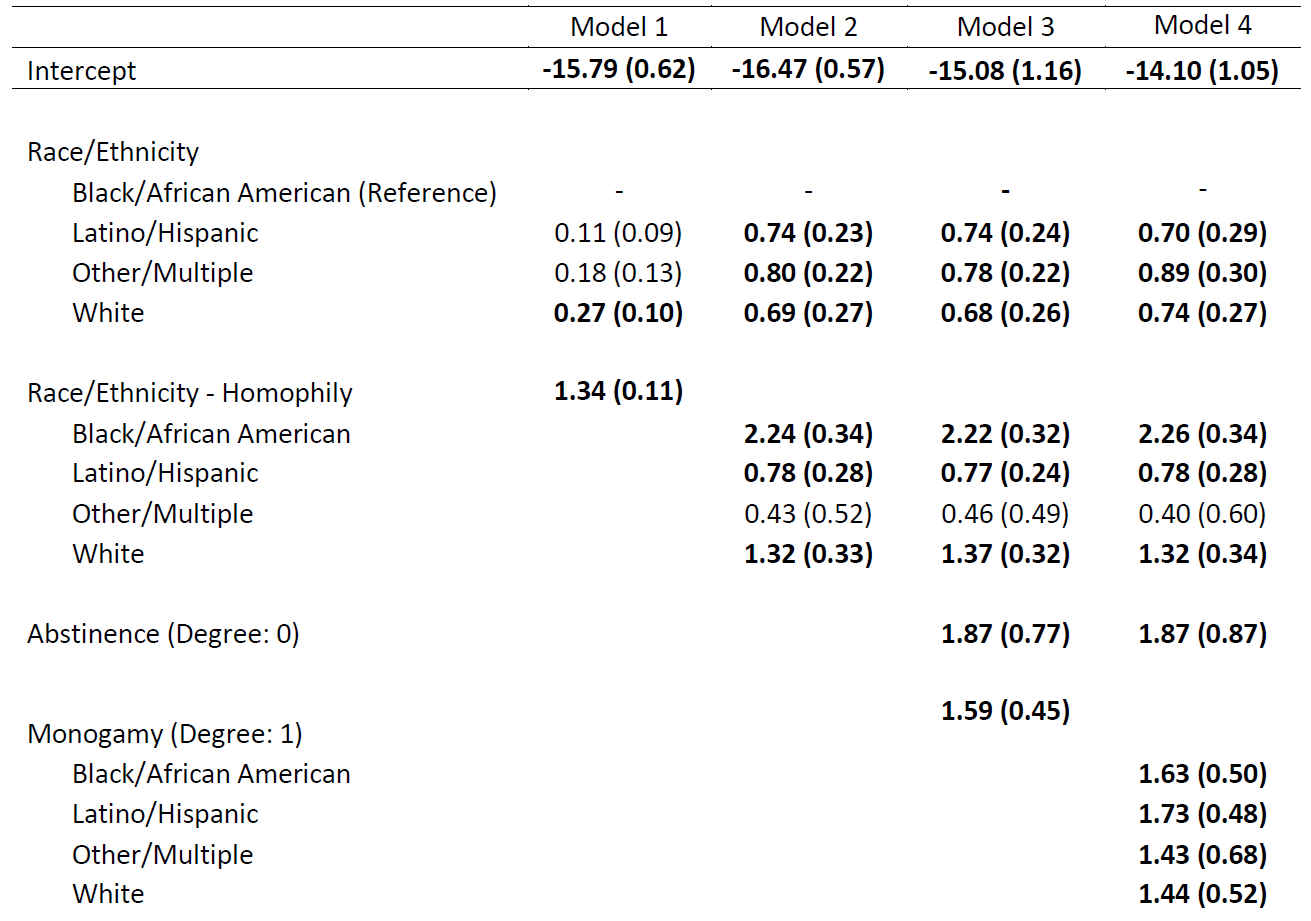 Model 1 Model 2 Model 3 Model 4
Intercept -15.79 (0.62) -16.47 (0.57) -15.08 (1.16) -14.10 (1.05)
Race/Ethnicity
Black/African American (Reference) - - - -
Latino/Hispanic 0.11 (0.09) 0.74 (0.23) 0.74 (0.24) 0.70 (0.29)
Other/Multiple 0.18 (0.13) 0.80 (0.22) 0.78 (0.22) 0.89 (0.30)
White 0.27 (0.10) 0.69 (0.27) 0.68 (0.26) 0.74 (0.27)
Race/Ethnicity - Homophily 1.34 (0.11)
Black/African American 2.24 (0.34) 2.22 (0.32) 2.26 (0.34)
Latino/Hispanic 0.78 (0.28) 0.77 (0.24) 0.78 (0.28)
Other/Multiple 0.43 (0.52) 0.46 (0.49) 0.40 (0.60)
White 1.32 (0.33) 1.37 (0.32) 1.32 (0.34)
Abstinence (Degree: 0) 1.87 (0.77) 1.87 (0.87)
1.59 (0.45)
Monogamy (Degree: 1)
Black/African American 1.63 (0.50)
Latino/Hispanic 1.73 (0.48)
Other/Multiple 1.43 (0.68)
White 1.44 (0.52)